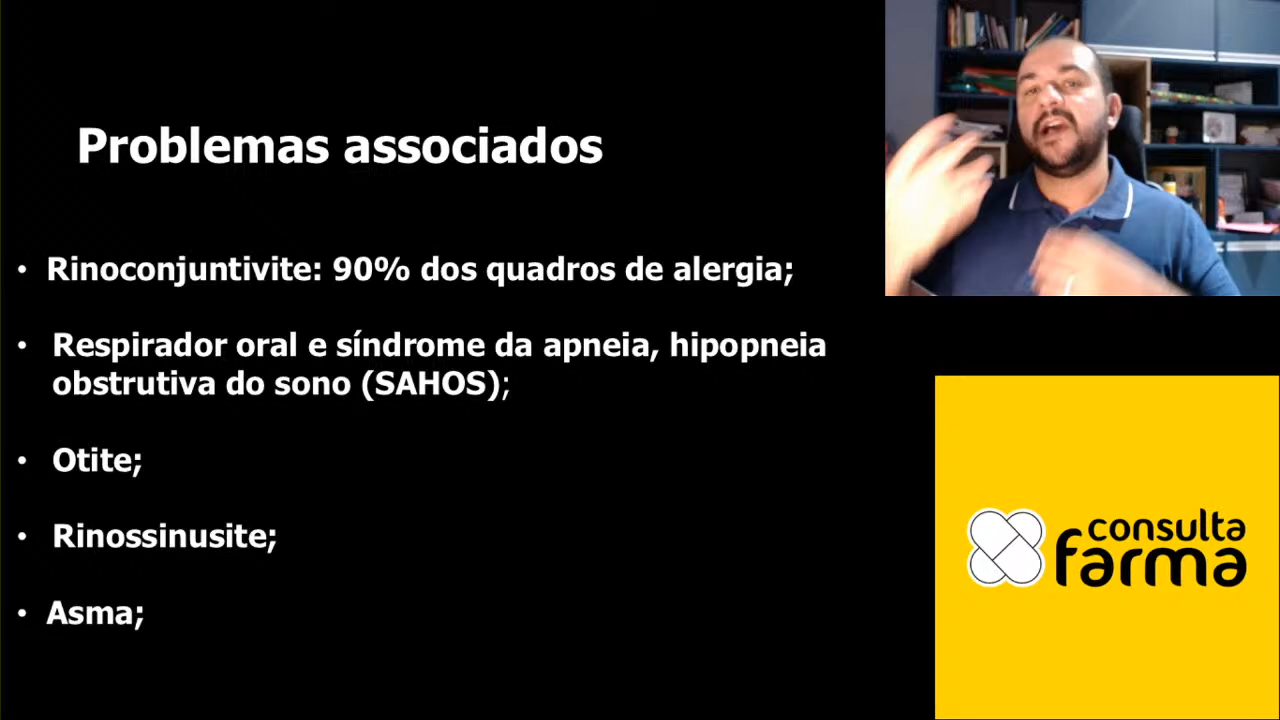 Problemas associados
• Rinoconjuntivite: 90% dos quadros de alergia;
• Respirador oral e síndrome da apneia, hipopneia
obstrutiva do sono (SAHOS);
• Otite;
• Rinossinusite;
• Asma;
consulta
farma